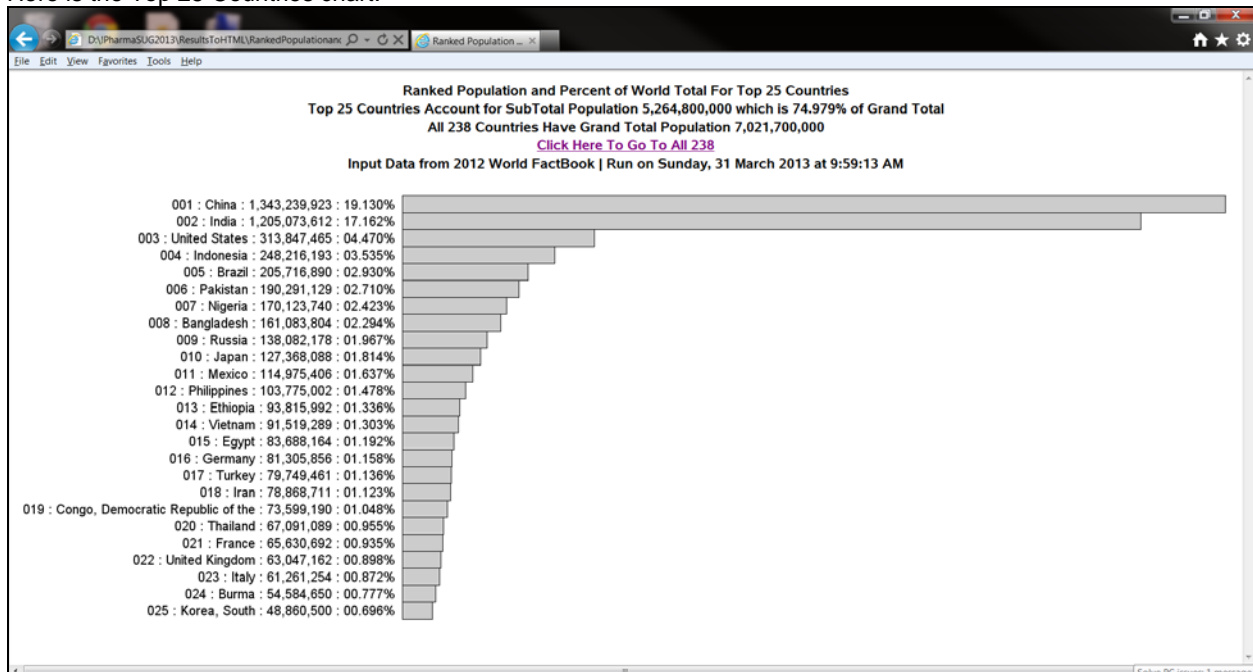 Here is the Top 25 Countries chart.
D:\PharmaSUG2013\ResultsToHTML\RankedPopulationanc
Ranked Population ...
File Edit View Favorites Tools Help
Ranked Population and Percent of World Total For Top 25 Countries
Top 25 Countries Account for SubTotal Population 5,264,800,000 which is 74.979% of Grand Total
All 238 Countries Have Grand Total Population 7,021,700,000
Click Here To Go To All 238
Input Data from 2012 World FactBook | Run on Sunday, 31 March 2013 at 9:59:13 AM
001 : China : 1,343,239,923 : 19.130%
002 : India : 1,205,073,612 : 17.162%
003 : United States : 313,847,465 : 04.470%
004 : Indonesia : 248,216,193 : 03.535%
005 : Brazil : 205,716,890 : 02.930%
006 : Pakistan : 190,291,129 : 02.710%
007 : Nigeria : 170,123,740 : 02.423%
008 : Bangladesh : 161,083,804 : 02.294%
009 : Russia : 138,082,178 : 01.967%
010 : Japan : 127,368,088 : 01.814%
011 : Mexico : 114,975,406 : 01.637%
012 : Philippines : 103,775,002 : 01.478%
013 : Ethiopia : 93,815,992 : 01.336%
014 : Vietnam : 91,519,289 : 01.303%
015 : Egypt : 83,688,164 : 01.192%
016 : Germany : 81,305,856 : 01.158%
017 : Turkey : 79,749,461 : 01.136%
018 : Iran : 78,868,711 : 01.123%
019 : Congo, Democratic Republic of the : 73,599,190 : 01.048%
020 : Thailand : 67,091,089 : 00.955%
021 : France : 65,630,692 : 00.935%
022 : United Kingdom : 63,047,162 : 00.898%
023 : Italy : 61,261,254 : 00.872%
024 : Burma : 54,584,650 : 00.777%
025 : Korea, South : 48,860,500 : 00.696%
Solve PC issues: 1 message